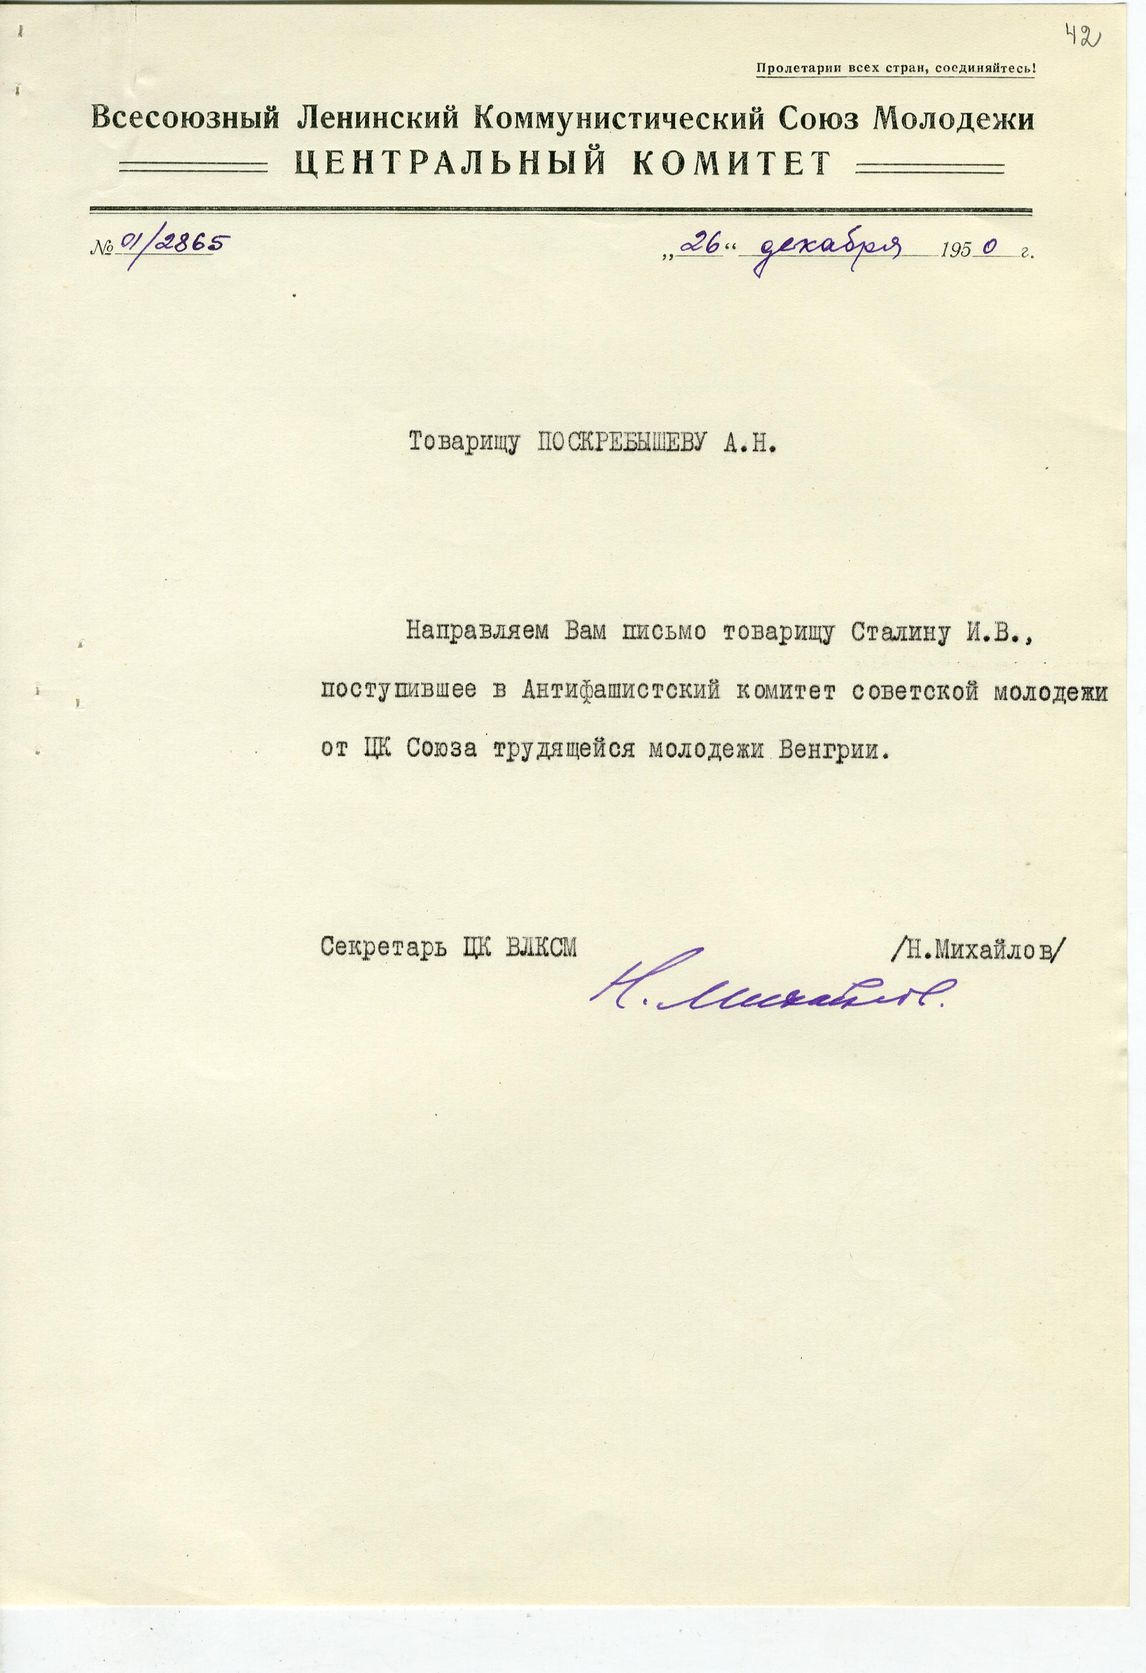 42
Пролетарии всех стран, соединяйтесь!
Всесоюзный Ленинский Коммунистический Союз Молодежи
ЦЕНТРАЛЬНЫЙ КОМИТЕТ
№ 01/2865 „26“ декабря 1950 г.
Товарищу ПОСКРЕБЫШЕВУ А.Н.
Направляем Вам письмо товарищу Сталину И.В.,
поступившее в Антифашистский комитет советской молодежи
от ЦК Союза трудящейся молодежи Венгрии.
Секретарь ЦК ВЛКСМ /Н.Михайлов/
Н. Михайлов.